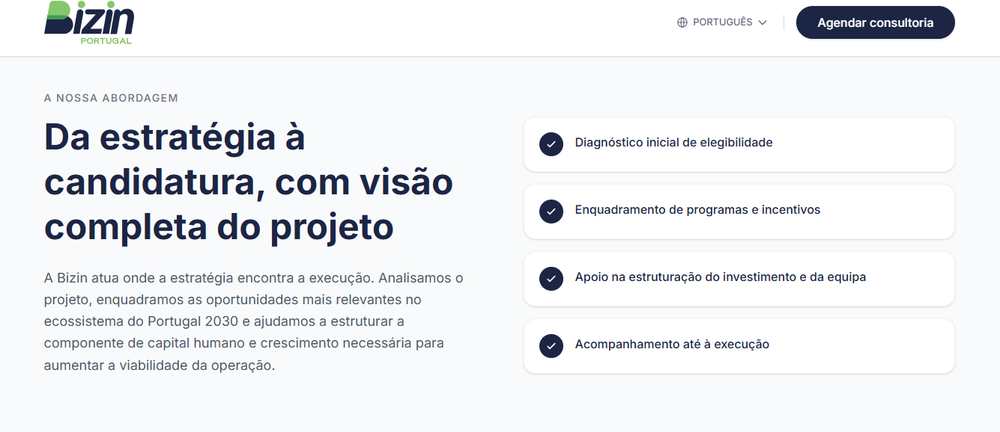 Bizin
PORTUGAL
PORTUGUÊS
Agendar consultoria
A NOSSA ABORDAGEM
Da estratégia à
candidatura, com visão
completa do projeto
A Bizin atua onde a estratégia encontra a execução. Analisamos o
projeto, enquadramos as oportunidades mais relevantes no
ecossistema do Portugal 2030 e ajudamos a estruturar a
componente de capital humano e crescimento necessária para
aumentar a viabilidade da operação.
Diagnóstico inicial de elegibilidade
Enquadramento de programas e incentivos
Apoio na estruturação do investimento e da equipa
Acompanhamento até à execução